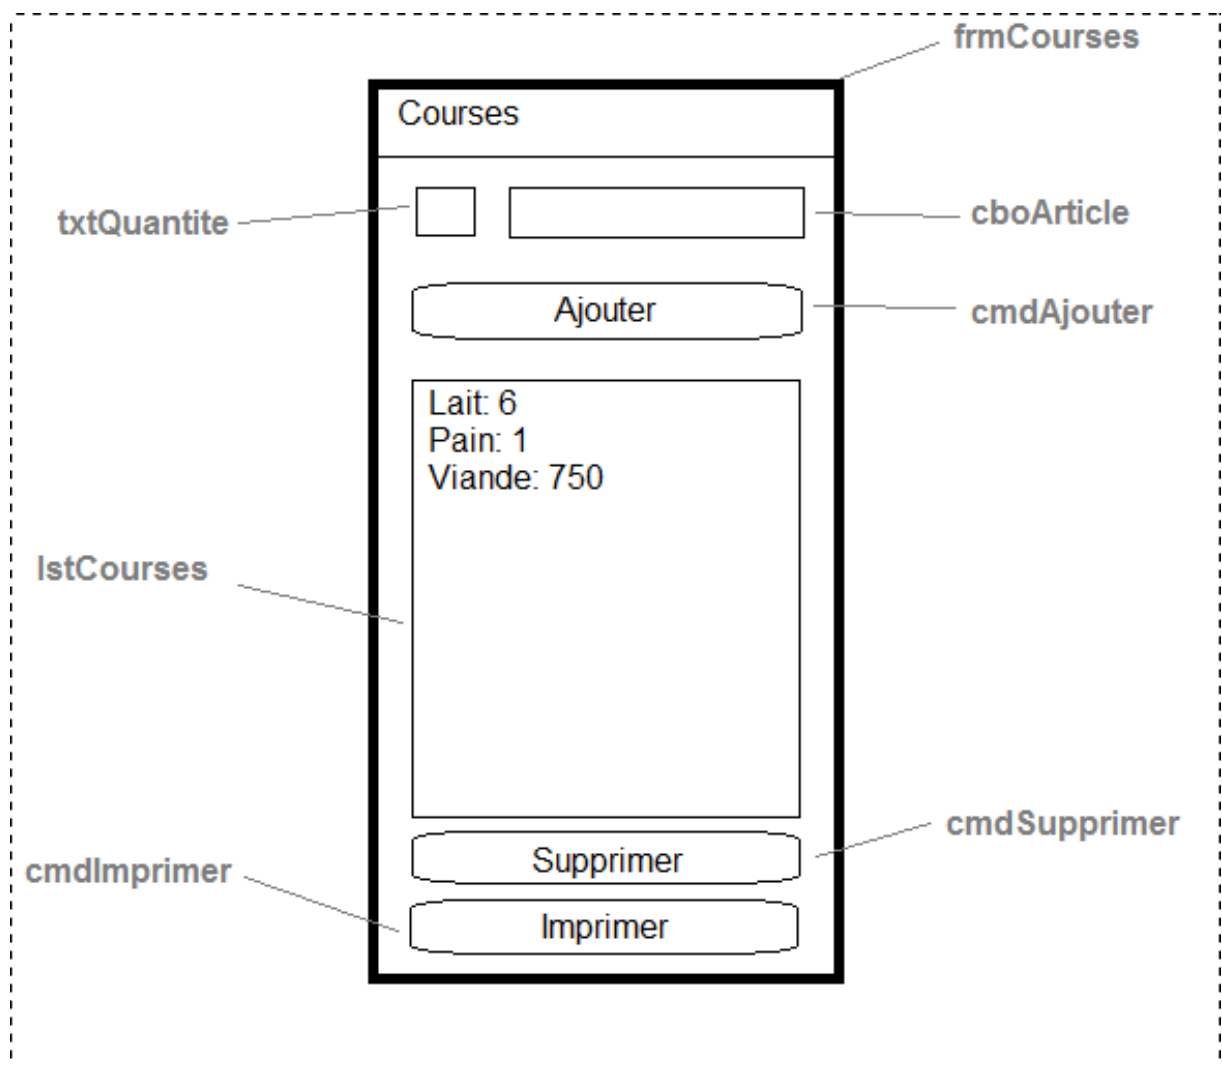 frmCourses
Courses
txtQuantite
cboArticle
Ajouter
cmdAjouter
Lait: 6
Pain: 1
Viande: 750
lstCourses
cmdSupprimer
Supprimer
cmdImprimer
Imprimer